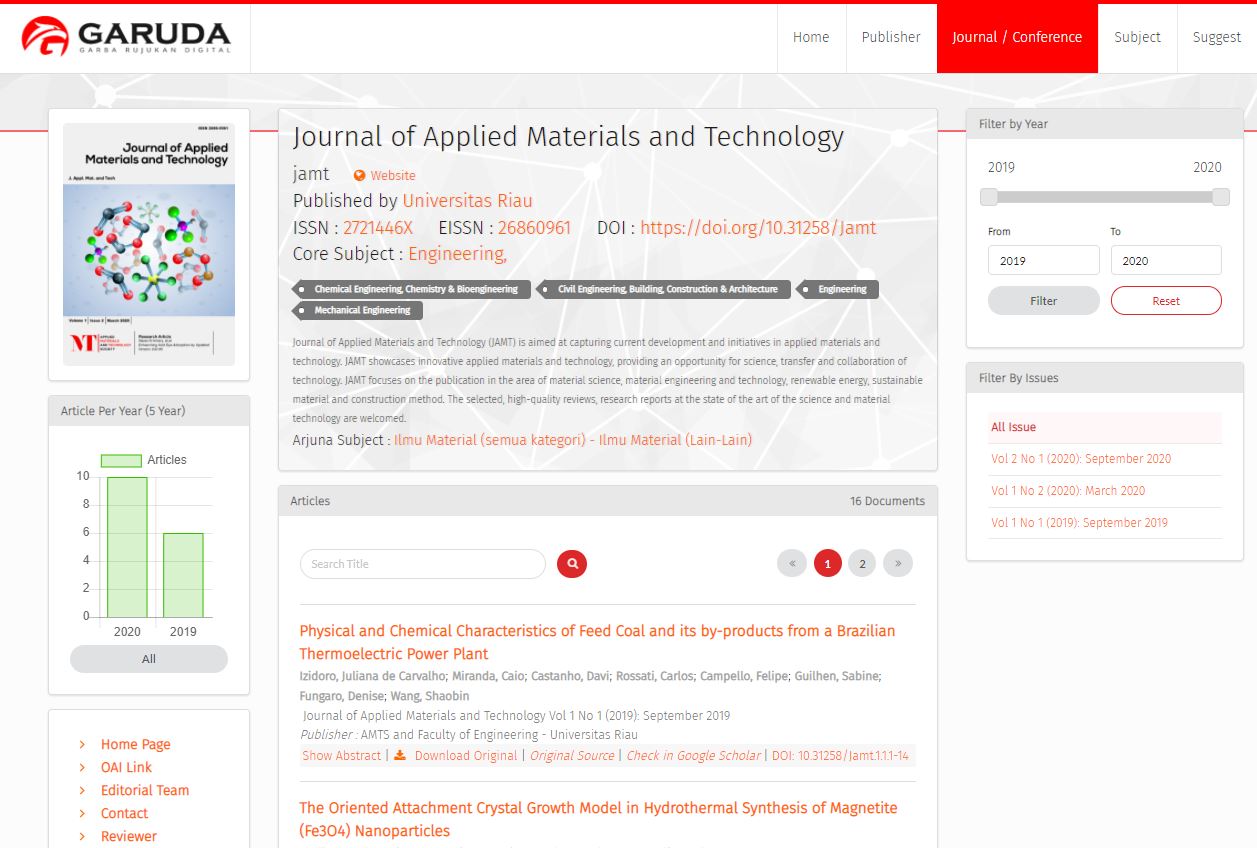 GARUDA
GARBA RUJUKAN DIGITAL
Home
Publisher
Journal / Conference
Subject
Suggest
ISSN 2686-0961
Journal of Applied
Materials and Technology
J. Appl. Mat. and Tech
Volume 1 | Issue 2 | March 2020
MT
APPLIED
MATERIALS
AND TECHNOLOGY
SOCIETY
Research Article
Article Per Year (5 Year)
Articles
10
8
6
4
2
0
2020
2019
All
Home Page
OAI Link
Editorial Team
Contact
Reviewer
Journal of Applied Materials and Technology
jamt Website
Published by Universitas Riau
ISSN : 2721446X EISSN : 26860961 DOI : https://doi.org/10.31258/Jamt
Core Subject : Engineering,
Chemical Engineering, Chemistry & Bioengineering
Civil Engineering, Building, Construction & Architecture
Engineering
Mechanical Engineering
Journal of Applied Materials and Technology (JAMT) is aimed at capturing current development and initiatives in applied materials and
technology. JAMT showcases innovative applied materials and technology, providing an opportunity for science, transfer and collaboration of
technology. JAMT focuses on the publication in the area of material science, material engineering and technology, renewable energy, sustainable
material and construction method. The selected, high-quality reviews, research reports at the state of the art of the science and material
technology are welcomed.
Arjuna Subject : Ilmu Material (semua kategori) - Ilmu Material (Lain-Lain)
Articles
16 Documents
Search Title
«
1
2
»
Physical and Chemical Characteristics of Feed Coal and its by-products from a Brazilian
Thermoelectric Power Plant
Izidoro, Juliana de Carvalho; Miranda, Caio; Castanho, Davi; Rossati, Carlos; Campello, Felipe; Guilhen, Sabine;
Fungaro, Denise; Wang, Shaobin
Journal of Applied Materials and Technology Vol 1 No 1 (2019): September 2019
Publisher : AMTS and Faculty of Engineering - Universitas Riau
Show Abstract | Download Original | Original Source | Check in Google Scholar | DOI: 10.31258/Jamt.1.1.1-14
The Oriented Attachment Crystal Growth Model in Hydrothermal Synthesis of Magnetite
(Fe3O4) Nanoparticles
Filter by Year
2019
2020
From
To
2019
2020
Filter
Reset
Filter By Issues
All Issue
Vol 2 No 1 (2020): September 2020
Vol 1 No 2 (2020): March 2020
Vol 1 No 1 (2019): September 2019